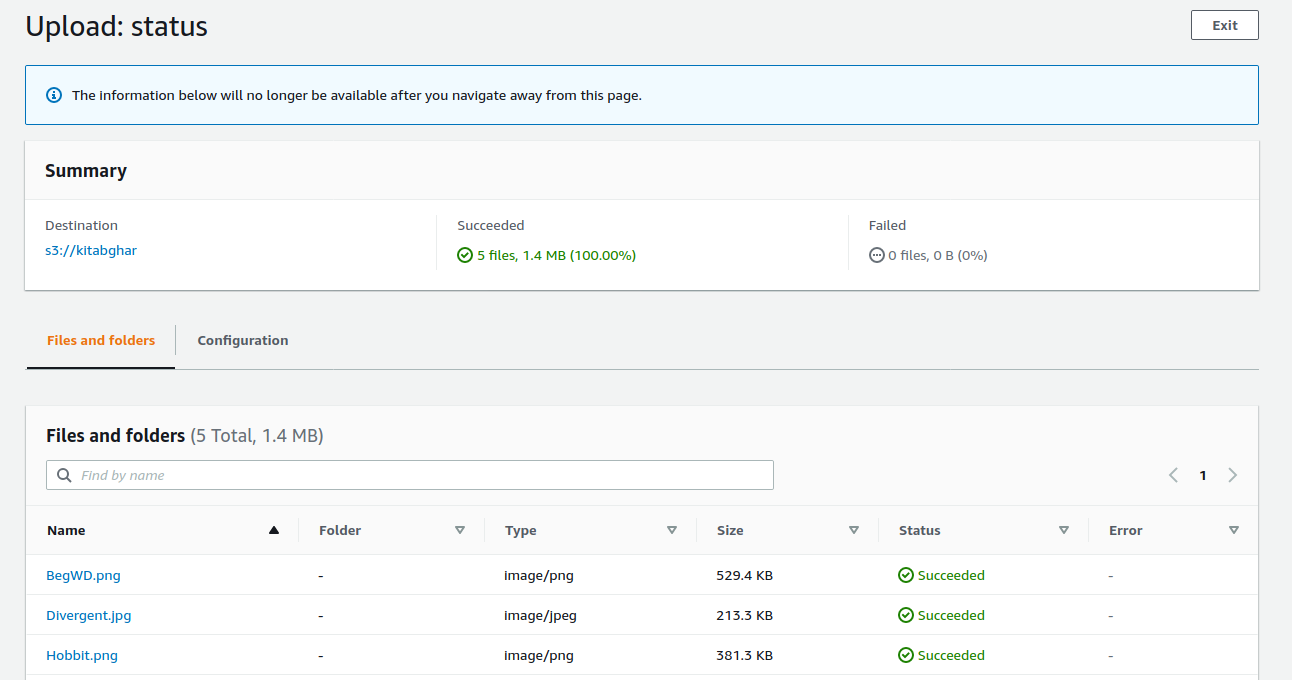 Upload: status
Exit
The information below will no longer be available after you navigate away from this page.
Summary
Destination
s3://kitabghar
Succeeded
5 files, 1.4 MB (100.00%)
Failed
0 files, 0 B (0%)
Files and folders
Configuration
Files and folders (5 Total, 1.4 MB)
Find by name
1
Name Folder Type Size Status Error
BegWD.png - image/png 529.4 KB Succeeded -
Divergent.jpg - image/jpeg 213.3 KB Succeeded -
Hobbit.png - image/png 381.3 KB Succeeded -